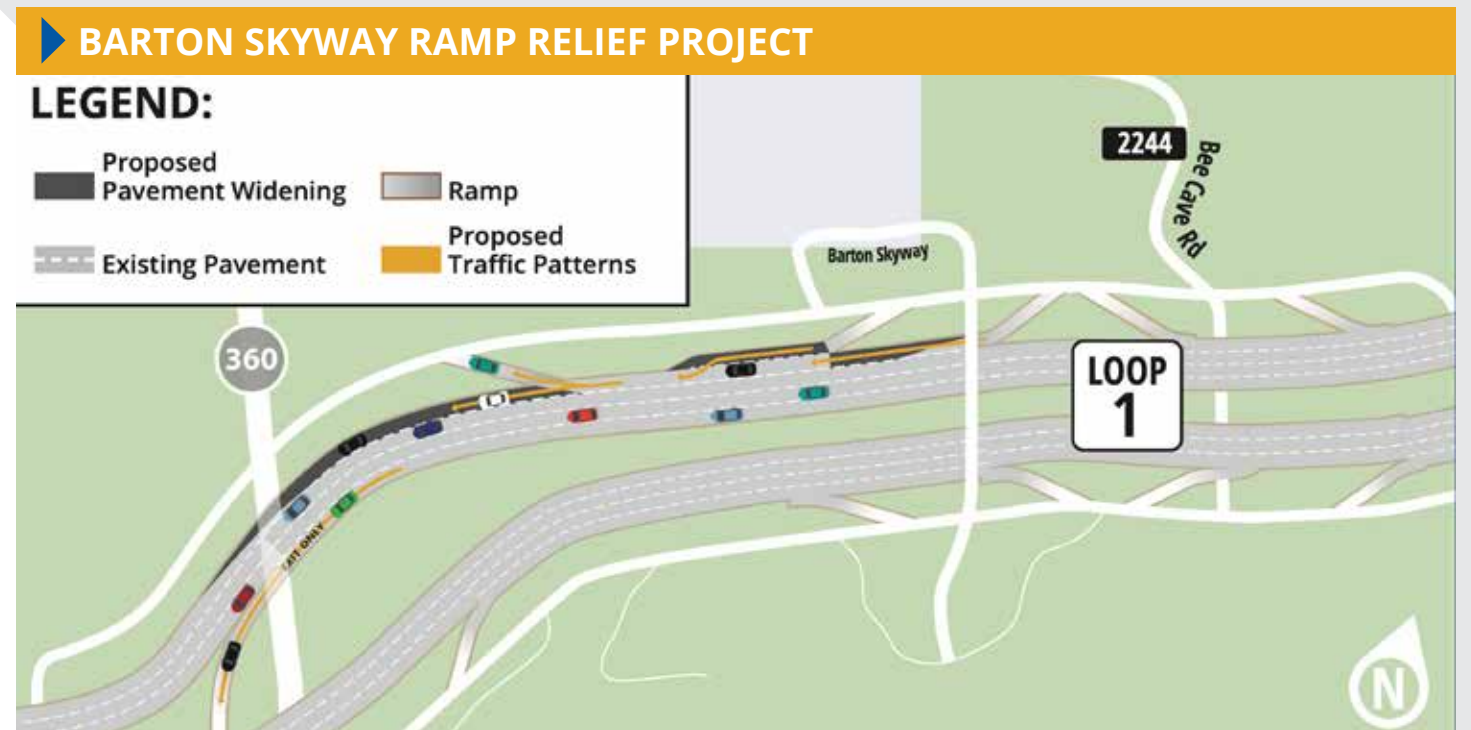 BARTON SKYWAY RAMP RELIEF PROJECT
LEGEND:
Proposed
Pavement Widening
Ramp
Existing Pavement
Proposed
Traffic Patterns
2244
Bee Cave Rd
Barton Skyway
360
LOOP
1
EXIT ONLY
N